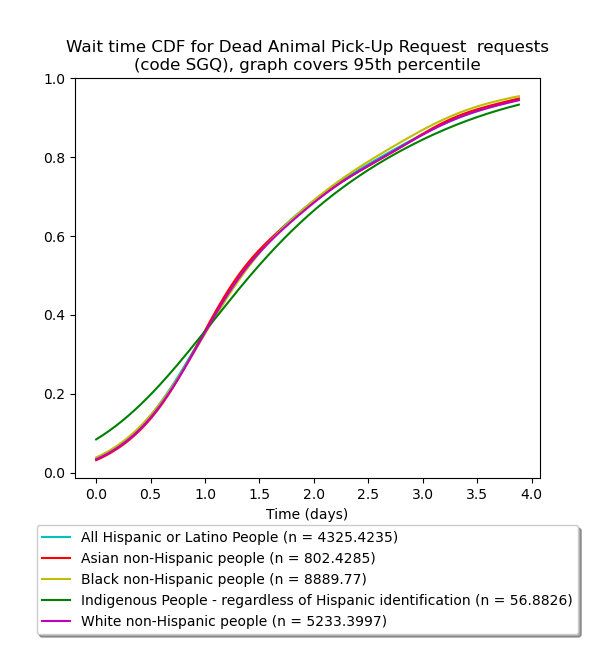 Wait time CDF for Dead Animal Pick-Up Request  requests
(code SGQ), graph covers 95th percentile
1.0
0.8
0.6
0.4
0.2
0.0
0.0 0.5 1.0 1.5 2.0 2.5 3.0 3.5 4.0
Time (days)
All Hispanic or Latino People (n = 4325.4235)
Asian non-Hispanic people (n = 802.4285)
Black non-Hispanic people (n = 8889.77)
Indigenous People - regardless of Hispanic identification (n = 56.8826)
White non-Hispanic people (n = 5233.3997)